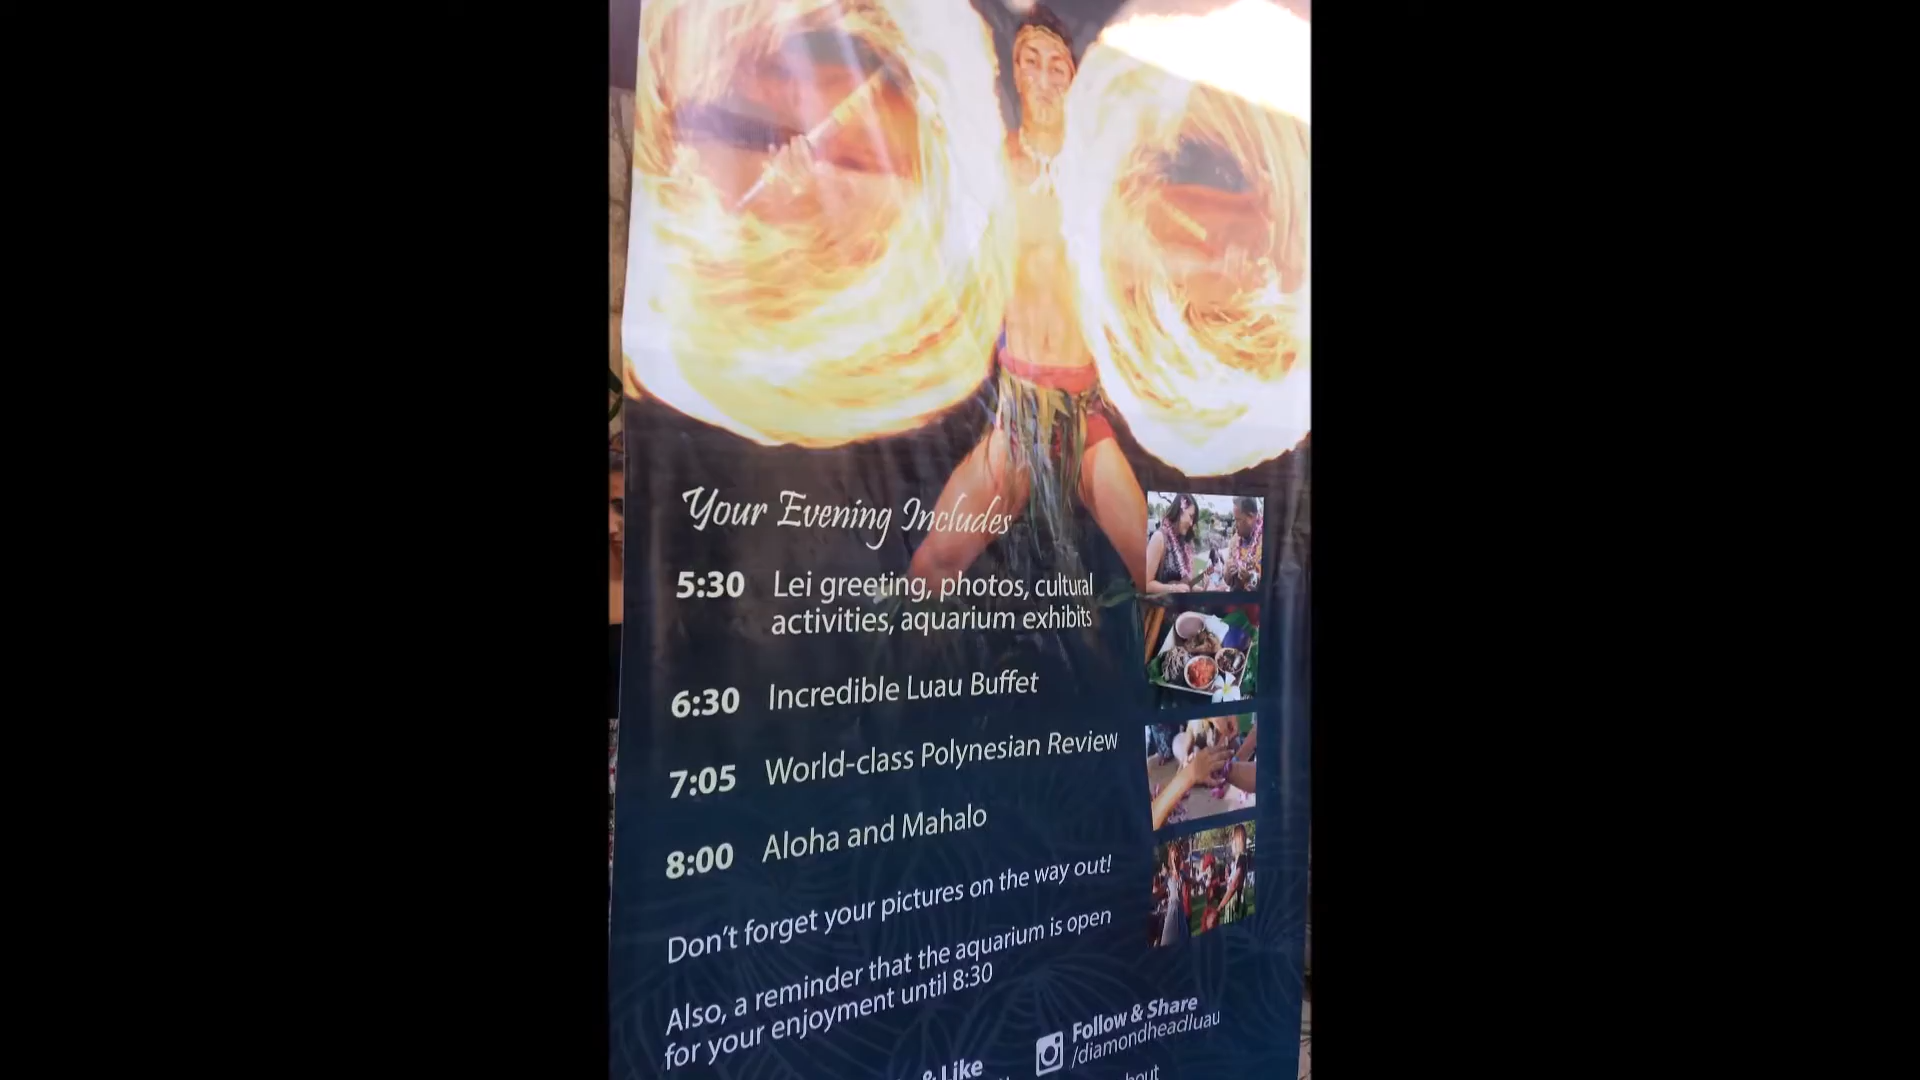 Your Evening Includes
5:30 Lei greeting, photos, cultural
activities, aquarium exhibits
6:30 Incredible Luau Buffet
7:05 World-class Polynesian Review
8:00 Aloha and Mahalo
Don't forget your pictures on the way out!
Also, a reminder that the aquarium is open
for your enjoyment until 8:30
Follow & Share
/diamondheadluau
& Like